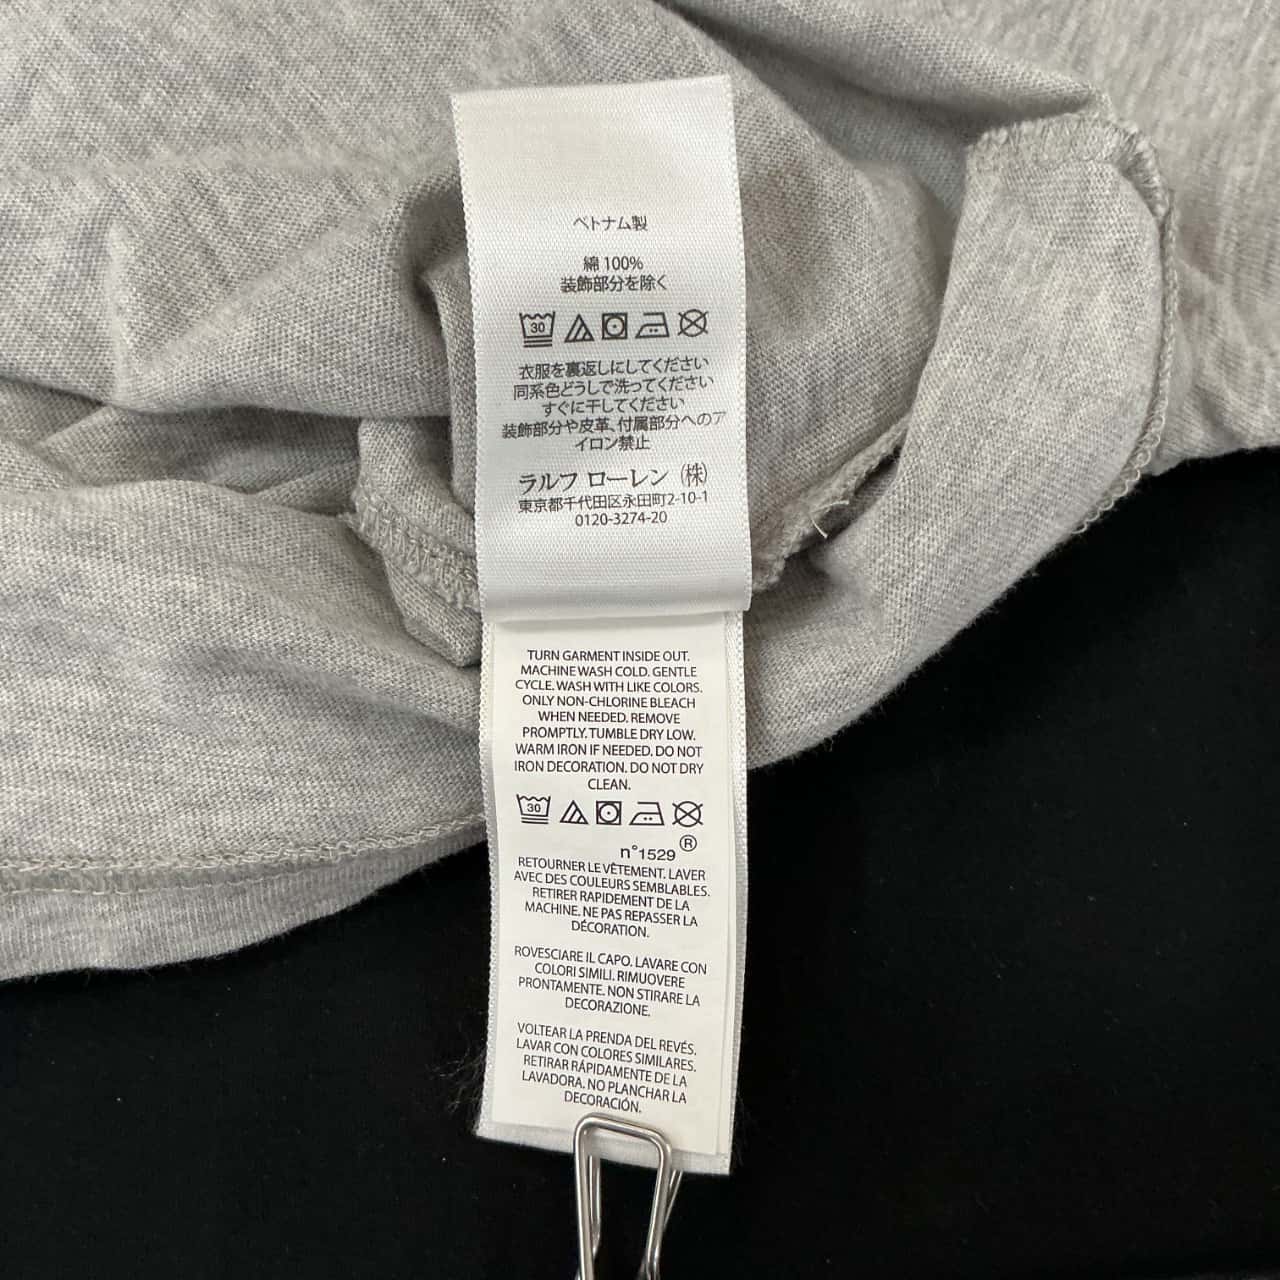 ベトナム製
綿 100%
装飾部分を除く
30
衣服を裏返しにしてください
同系色どうしで洗ってください
すぐに干してください
装飾部分や皮革、付属部分へのア
イロン禁止
ラルフ ローレン（株）
東京都千代田区永田町2-10-1
0120-3274-20
TURN GARMENT INSIDE OUT.
MACHINE WASH COLD. GENTLE
CYCLE. WASH WITH LIKE COLORS.
ONLY NON-CHLORINE BLEACH
WHEN NEEDED. REMOVE
PROMPTLY. TUMBLE DRY LOW.
WARM IRON IF NEEDED. DO NOT
IRON DECORATION. DO NOT DRY
CLEAN.
30
n°1529 ®
RETOURNER LE VÊTEMENT. LAVER
AVEC DES COULEURS SEMBLABLES.
RETIRER RAPIDEMENT DE LA
MACHINE. NE PAS REPASSER LA
DÉCORATION.
ROVESCIARE IL CAPO. LAVARE CON
COLORI SIMILI. RIMUOVERE
PRONTAMENTE. NON STIRARE LA
DECORAZIONE.
VOLTEAR LA PRENDA DEL REVÉS.
LAVAR CON COLORES SIMILARES.
RETIRAR RÁPIDAMENTE DE LA
LAVADORA. NO PLANCHAR LA
DECORACIÓN.